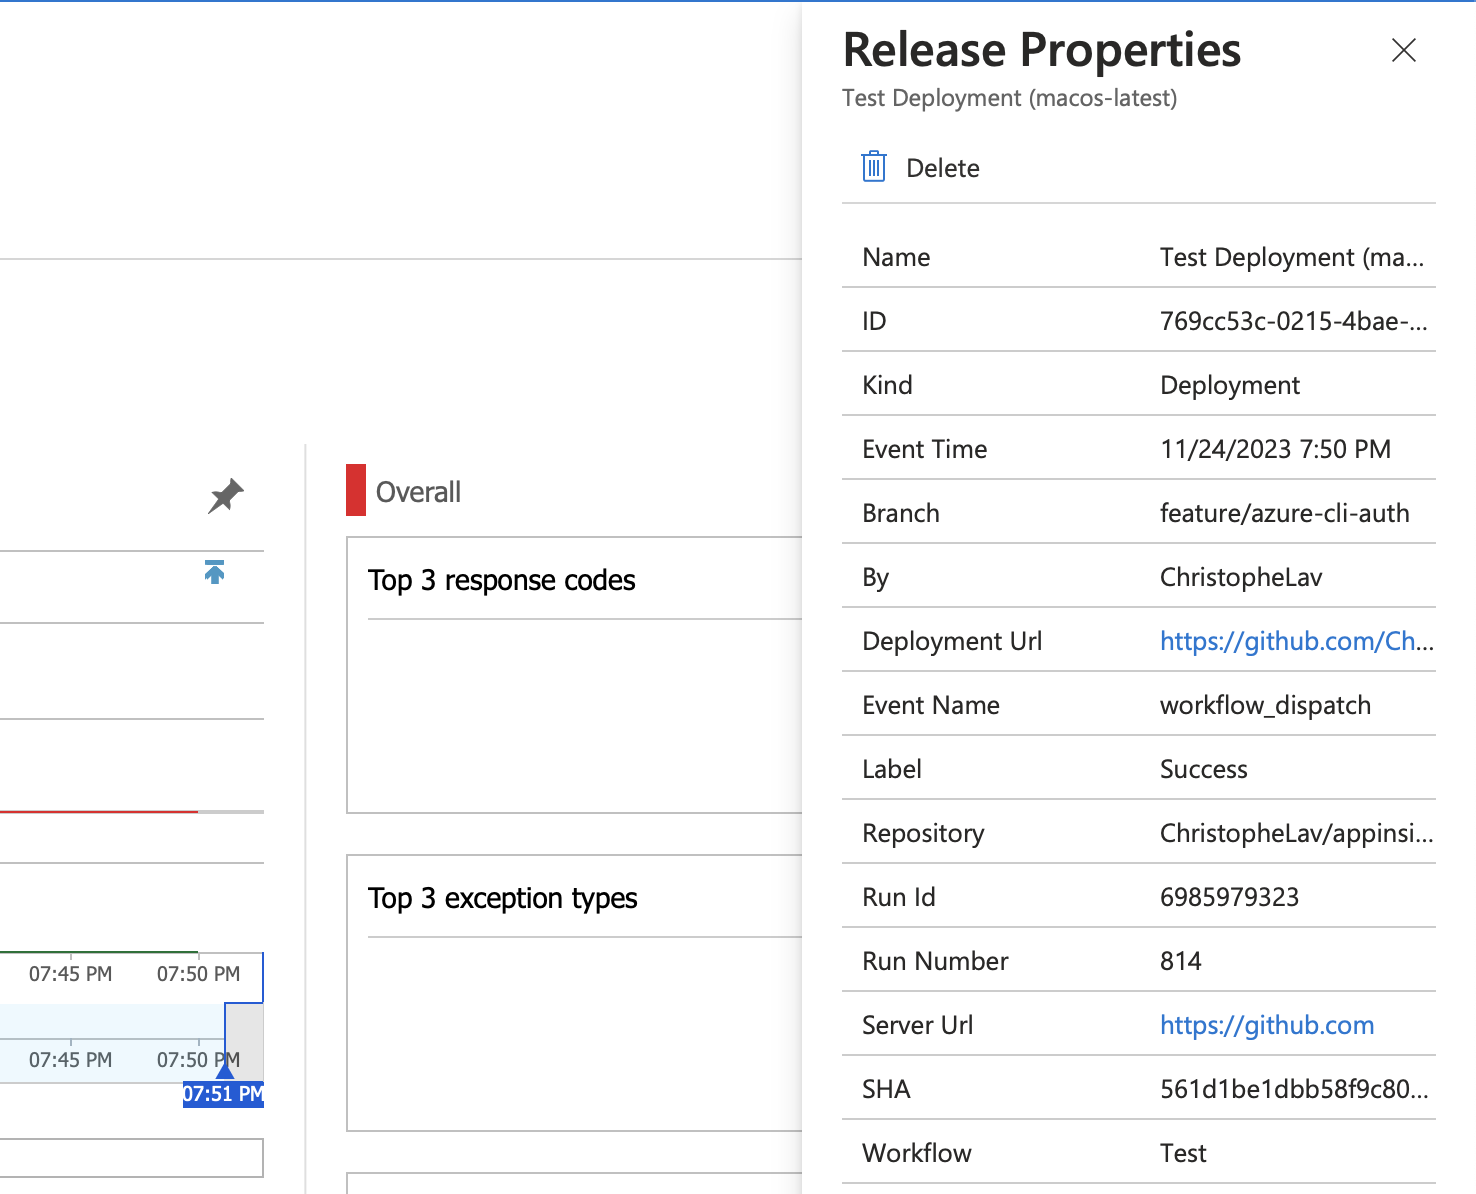 Release Properties
Test Deployment (macos-latest)
Delete
Name Test Deployment (ma...
ID 769cc53c-0215-4bae-...
Kind Deployment
Event Time 11/24/2023 7:50 PM
Branch feature/azure-cli-auth
By ChristopheLav
Deployment Url https://github.com/Ch...
Event Name workflow_dispatch
Label Success
Repository ChristopheLav/appinsi...
Run Id 6985979323
Run Number 814
Server Url https://github.com
SHA 561d1be1dbb58f9c80...
Workflow Test
Overall
Top 3 response codes
Top 3 exception types
07:45 PM 07:50 PM
07:45 PM 07:50 PM
07:51 PM